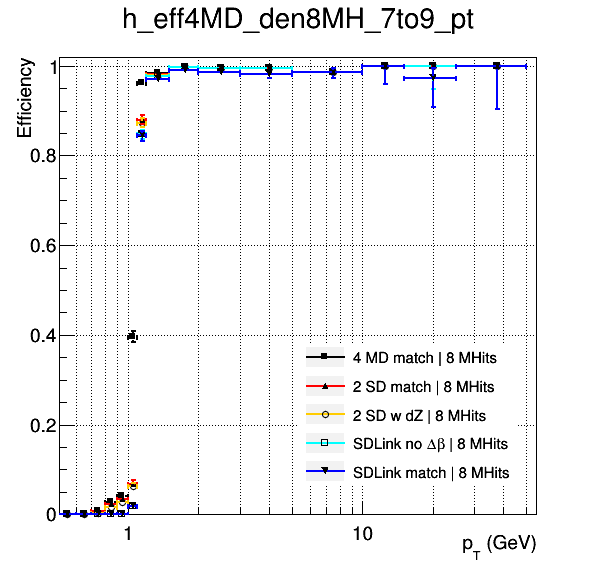 h_eff4MD_den8MH_7to9_pt
Efficiency
1
0.8
0.6
0.4
0.2
0
4 MD match | 8 MHits
2 SD match | 8 MHits
2 SD w dZ | 8 MHits
SDLink no Δβ | 8 MHits
SDLink match | 8 MHits
1
10
p_T (GeV)